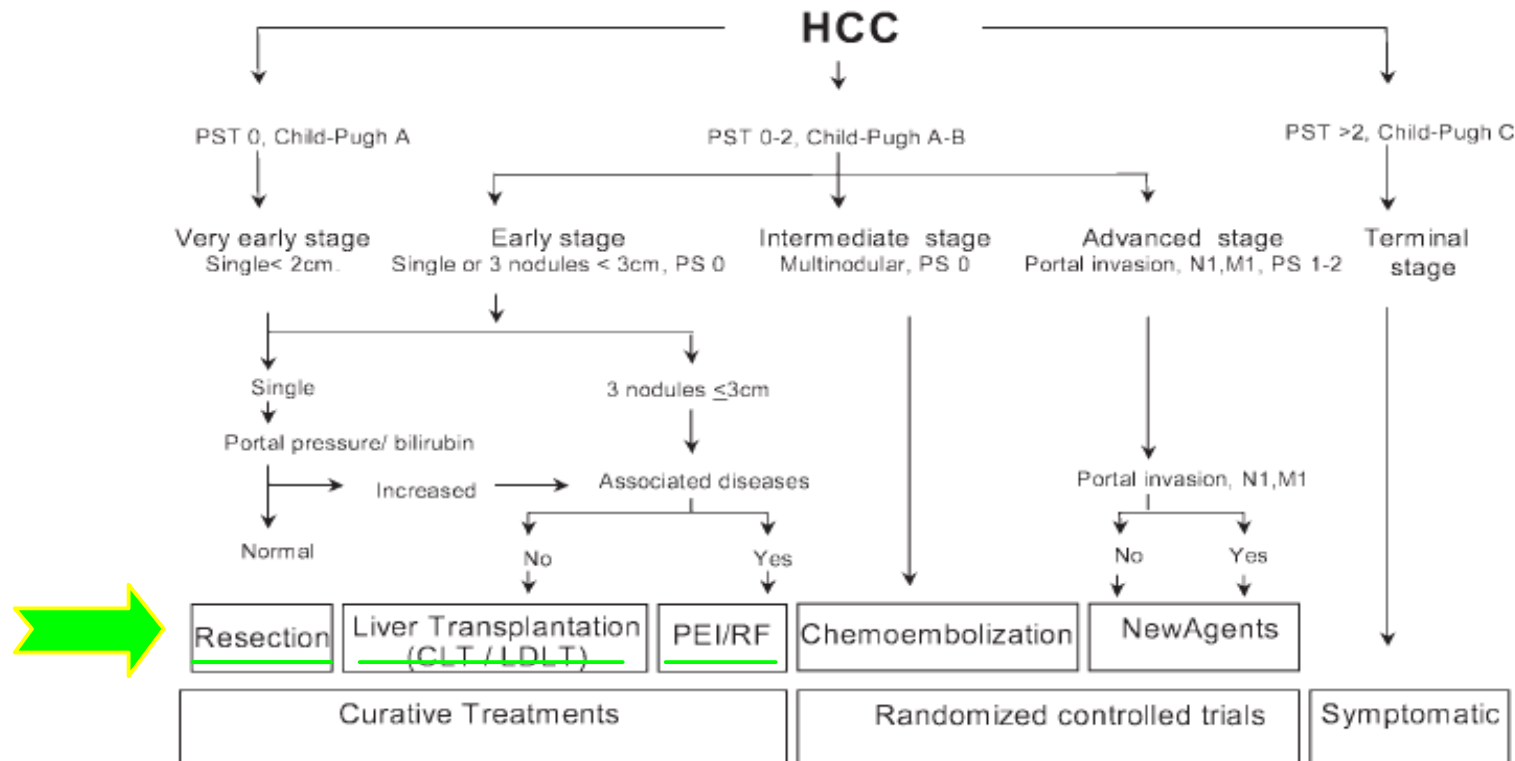 HCC
PST 0, Child-Pugh A
PST 0-2, Child-Pugh A-B
PST >2, Child-Pugh C
Very early stage
Single< 2cm.
Early stage
Single or 3 nodules < 3cm, PS 0
Intermediate stage
Multinodular, PS 0
Advanced stage
Portal invasion, N1,M1, PS 1-2
Terminal
stage
Single
3 nodules ≤3cm
Portal pressure/ bilirubin
Increased
Associated diseases
Portal invasion, N1,M1
Normal
No
Yes
No
Yes
Resection
Liver Transplantation
(CLT / LDLT)
PEI/RF
Chemoembolization
NewAgents
Curative Treatments
Randomized controlled trials
Symptomatic